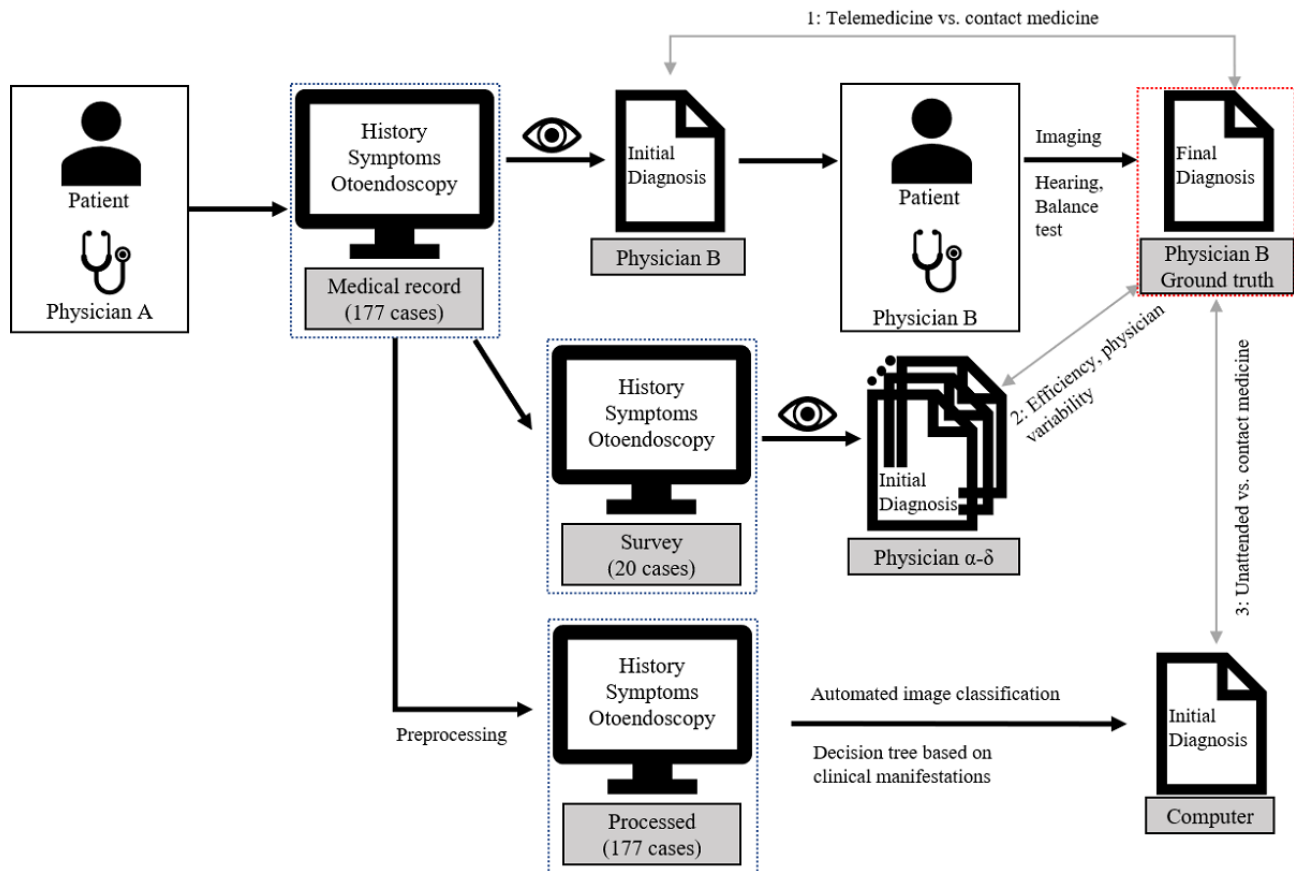 1: Telemedicine vs. contact medicine
Patient
Physician A
History
Symptoms
Otoendoscopy
Medical record
(177 cases)
Initial
Diagnosis
Physician B
Patient
Physician B
Imaging
Hearing,
Balance
test
Final
Diagnosis
Physician B
Ground truth
History
Symptoms
Otoendoscopy
Survey
(20 cases)
Initial
Diagnosis
Physician α-δ
2: Efficiency, physician
variability
3: Unattended vs. contact medicine
Preprocessing
History
Symptoms
Otoendoscopy
Processed
(177 cases)
Automated image classification
Decision tree based on
clinical manifestations
Initial
Diagnosis
Computer